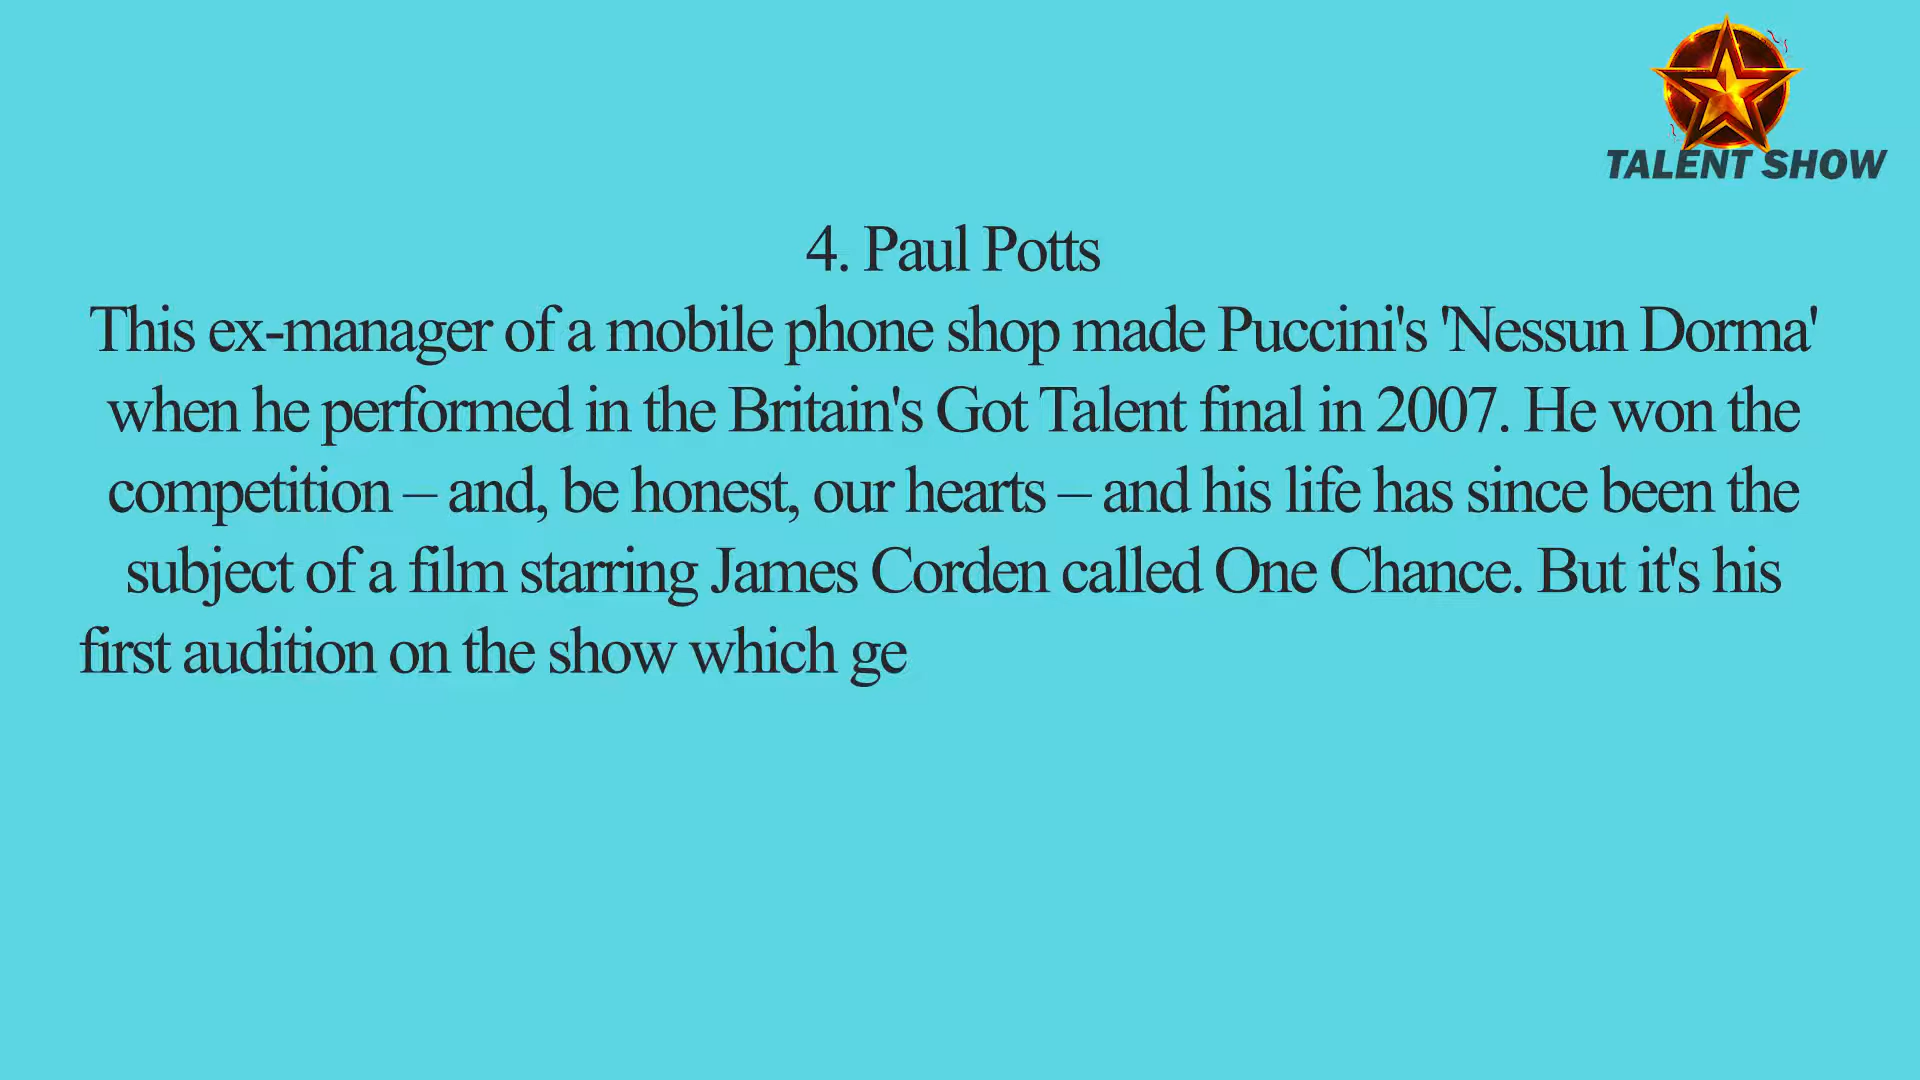 TALENT SHOW
4. Paul Potts
This ex-manager of a mobile phone shop made Puccini's 'Nessun Dorma'
when he performed in the Britain's Got Talent final in 2007. He won the
competition – and, be honest, our hearts – and his life has since been the
subject of a film starring James Corden called One Chance. But it's his
first audition on the show which ge